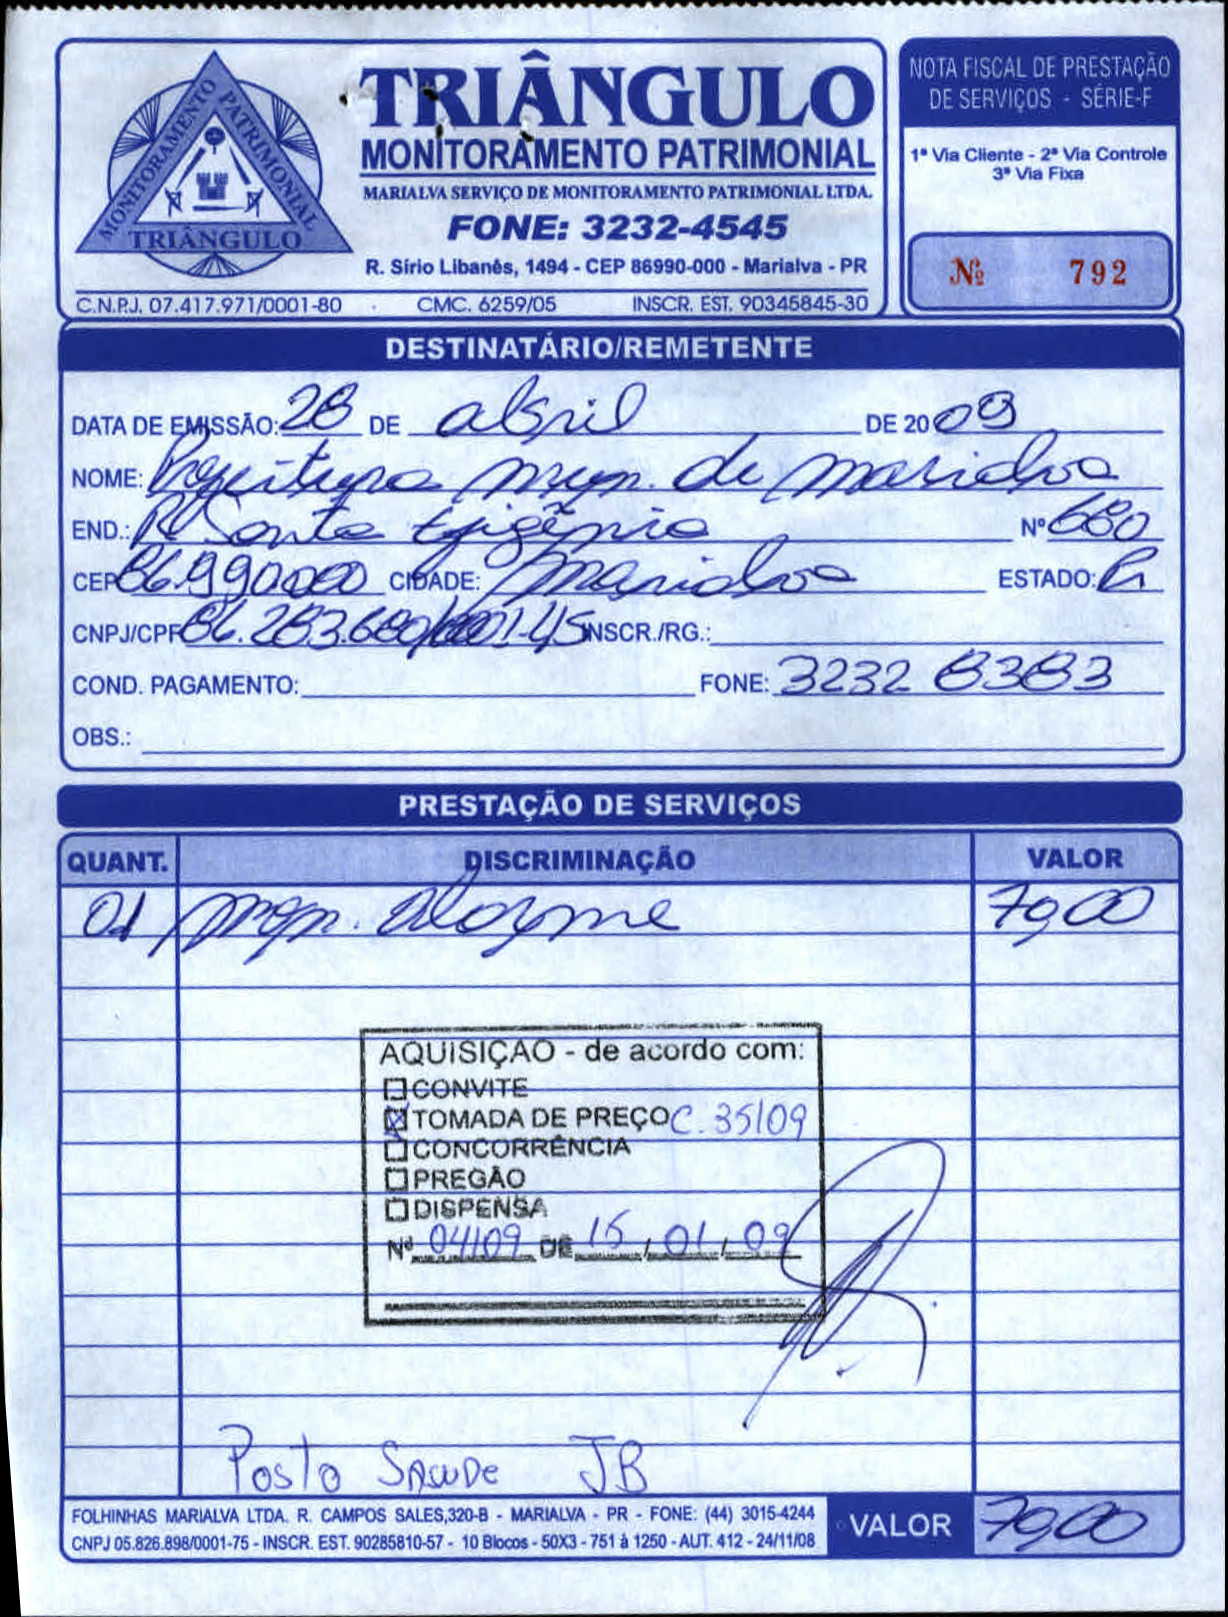 MONITORAMENTO PATRIMONIAL
TRIÂNGULO
TRIÂNGULO
MONITORAMENTO PATRIMONIAL
MARIALVA SERVIÇO DE MONITORAMENTO PATRIMONIAL LTDA.
FONE: 3232-4545
R. Sírio Libanês, 1494 - CEP 86990-000 - Marialva - PR
C.N.P.J. 07.417.971/0001-80 CMC. 6259/05 INSCR. EST. 90345845-30
NOTA FISCAL DE PRESTAÇÃO
DE SERVIÇOS - SÉRIE-F
1ª Via Cliente - 2ª Via Controle
3ª Via Fixa
Nº 792
DESTINATÁRIO/REMETENTE
DATA DE EMISSÃO: 28 DE abril DE 2009
NOME: Prefeitura mun. de Marialva
END.: R Santa Efigênia Nº 680
CEP 86.990000 CIDADE: Marialva ESTADO: Pr
CNPJ/CPF 86.283.680/0001-45 INSCR./RG.:
COND. PAGAMENTO: FONE: 3232 8383
OBS.:
PRESTAÇÃO DE SERVIÇOS
QUANT. DISCRIMINAÇÃO VALOR
01 alarme 79,00
AQUISIÇÃO - de acordo com:
CONVITE
TOMADA DE PREÇO C. 35/09
CONCORRÊNCIA
PREGÃO
DISPENSA
Nº 04/09 DE 15/01/09
Posto Saude JB
FOLHINHAS MARIALVA LTDA. R. CAMPOS SALES,320-B - MARIALVA - PR - FONE: (44) 3015-4244
CNPJ 05.826.898/0001-75 - INSCR. EST. 90285810-57 - 10 Blocos - 50X3 - 751 à 1250 - AUT. 412 - 24/11/08
VALOR 79,00